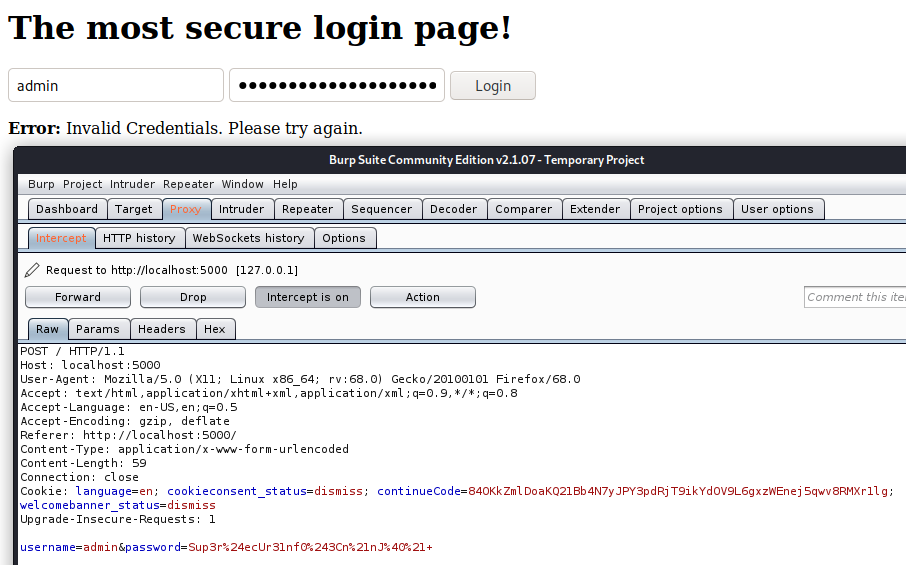 The most secure login page!
admin
Login
Error: Invalid Credentials. Please try again.
Burp Suite Community Edition v2.1.07 - Temporary Project
Burp Project Intruder Repeater Window Help
Dashboard Target Proxy Intruder Repeater Sequencer Decoder Comparer Extender Project options User options
Intercept HTTP history WebSockets history Options
Request to http://localhost:5000 [127.0.0.1]
Forward Drop Intercept is on Action Comment this ite
Raw Params Headers Hex
POST / HTTP/1.1
Host: localhost:5000
User-Agent: Mozilla/5.0 (X11; Linux x86_64; rv:68.0) Gecko/20100101 Firefox/68.0
Accept: text/html,application/xhtml+xml,application/xml;q=0.9,*/*;q=0.8
Accept-Language: en-US,en;q=0.5
Accept-Encoding: gzip, deflate
Referer: http://localhost:5000/
Content-Type: application/x-www-form-urlencoded
Content-Length: 59
Connection: close
Cookie: language=en; cookieconsent_status=dismiss; continueCode=84OKkZmlDoaKQ21Bb4N7yJPY3pdRjT9ikYdOV9L6gxzWEnej5qwv8RMXr1lg;
welcomebanner_status=dismiss
Upgrade-Insecure-Requests: 1
username=admin&password=Sup3r%24ecUr31nf0%243Cn%21nJ%40%21+